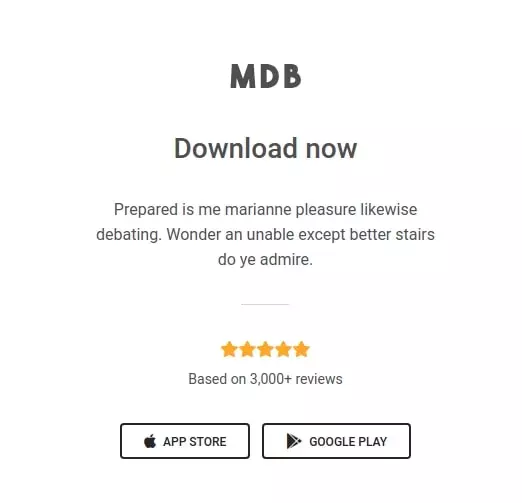 MDB
Download now
Prepared is me marianne pleasure likewise
debating. Wonder an unable except better stairs
do ye admire.
Based on 3,000+ reviews
APP STORE
GOOGLE PLAY